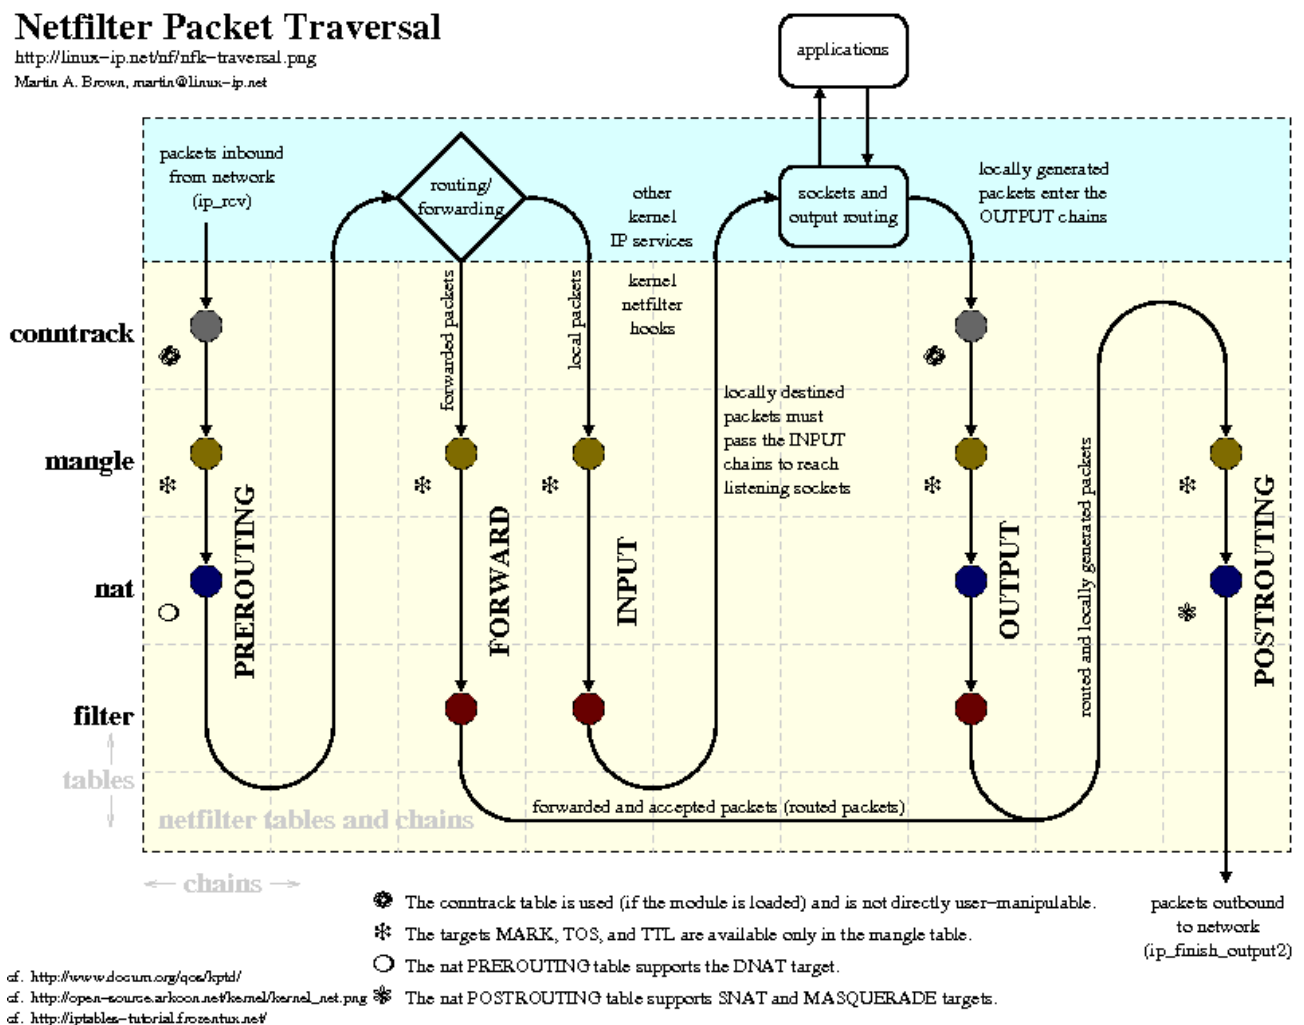 Netfilter Packet Traversal
http://linux-ip.net/nf/nfk-traversal.png
Martin A. Brown, martin@linux-ip.net
applications
packets inbound
from network
(ip_rcv)
routing/
forwarding
other
kernel
IP services
sockets and
output routing
locally generated
packets enter the
OUTPUT chains
kernel
netfilter
hooks
forwarded packets
local packets
conntrack
locally destined
packets must
pass the INPUT
chains to reach
listening sockets
mangle
nat
filter
PREROUTING
FORWARD
INPUT
OUTPUT
routed and locally generated packets
POSTROUTING
tables
forwarded and accepted packets (routed packets)
netfilter tables and chains
chains
The conntrack table is used (if the module is loaded) and is not directly user-manipulable.
The targets MARK, TOS, and TTL are available only in the mangle table.
The nat PREROUTING table supports the DNAT target.
The nat POSTROUTING table supports SNAT and MASQUERADE targets.
packets outbound
to network
(ip_finish_output2)
cf. http://www.docum.org/qos/kptd/
cf. http://open-source.arkoon.net/kernel/kernel_net.png
cf. http://iptables-tutorial.frozentux.net/